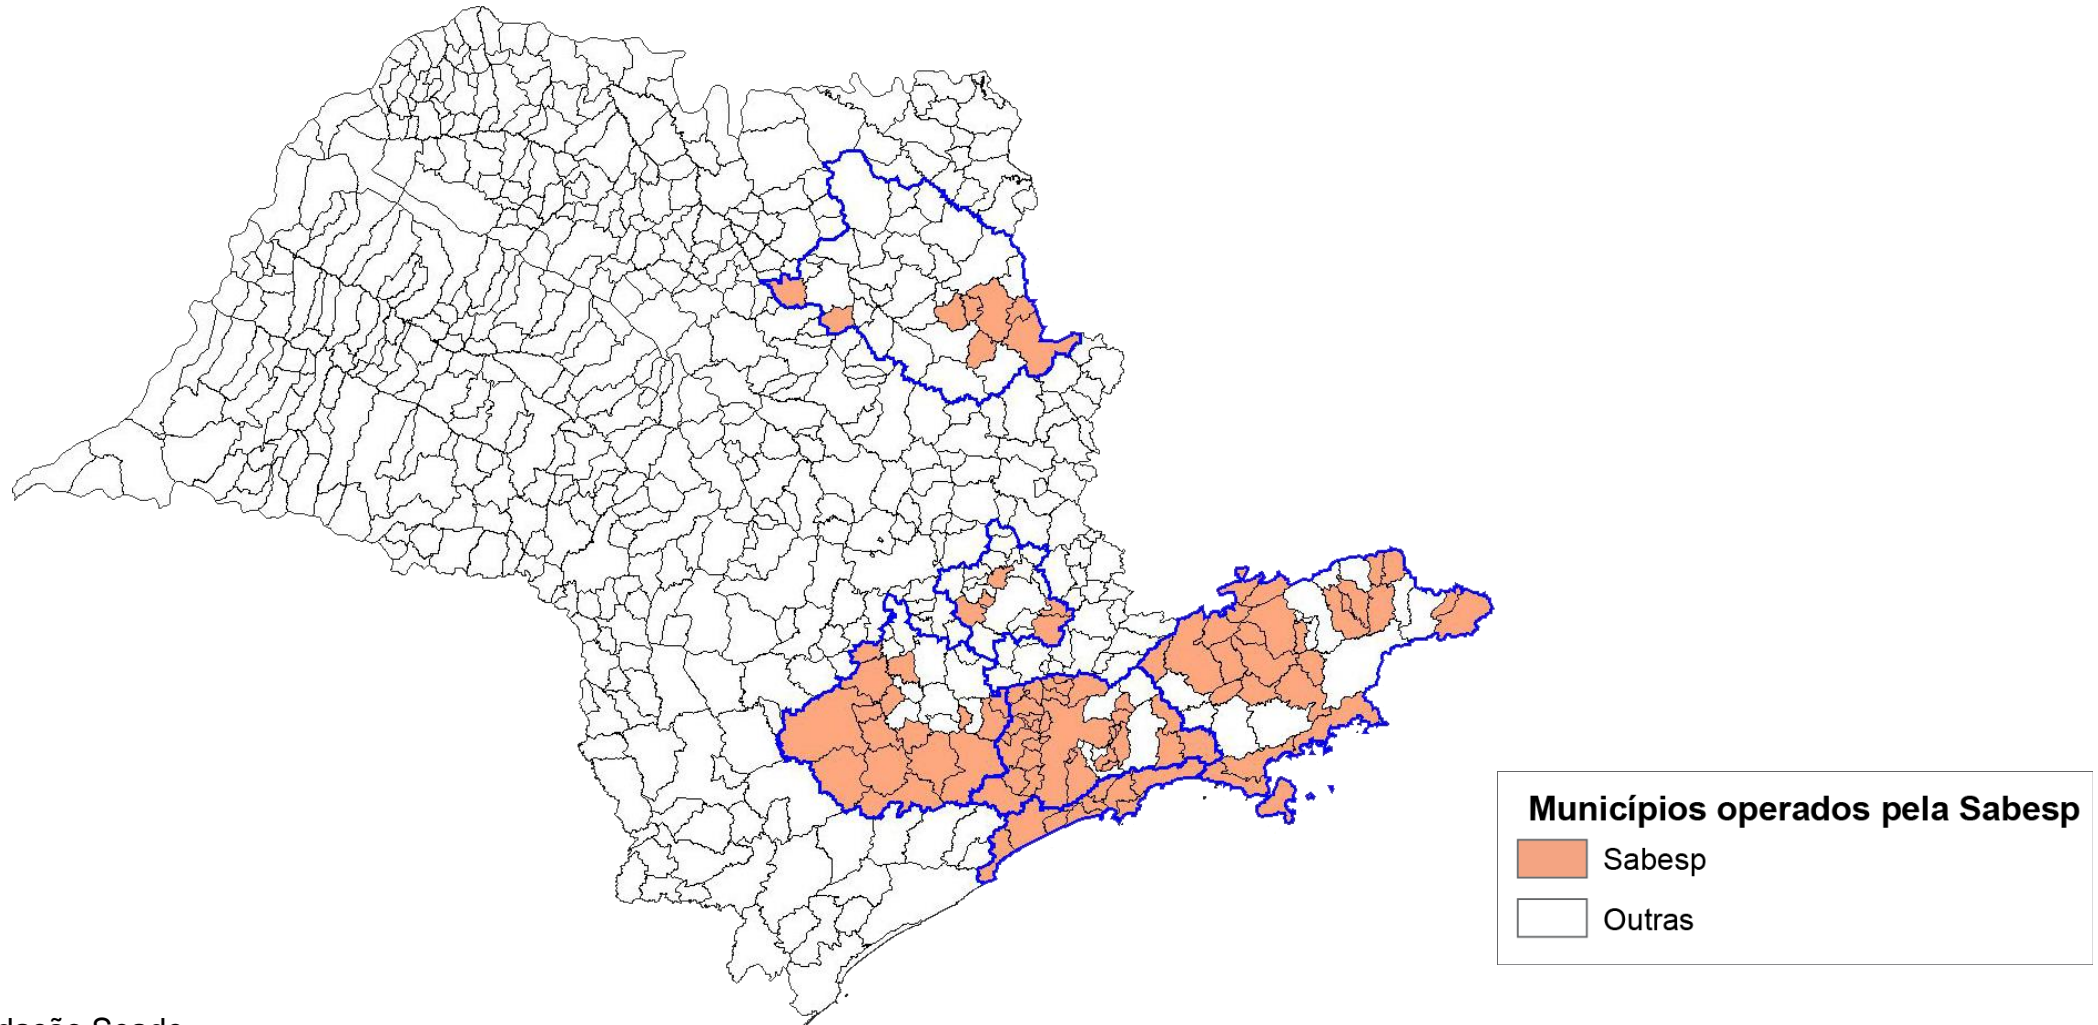 Municípios operados pela Sabesp
Sabesp
Outras